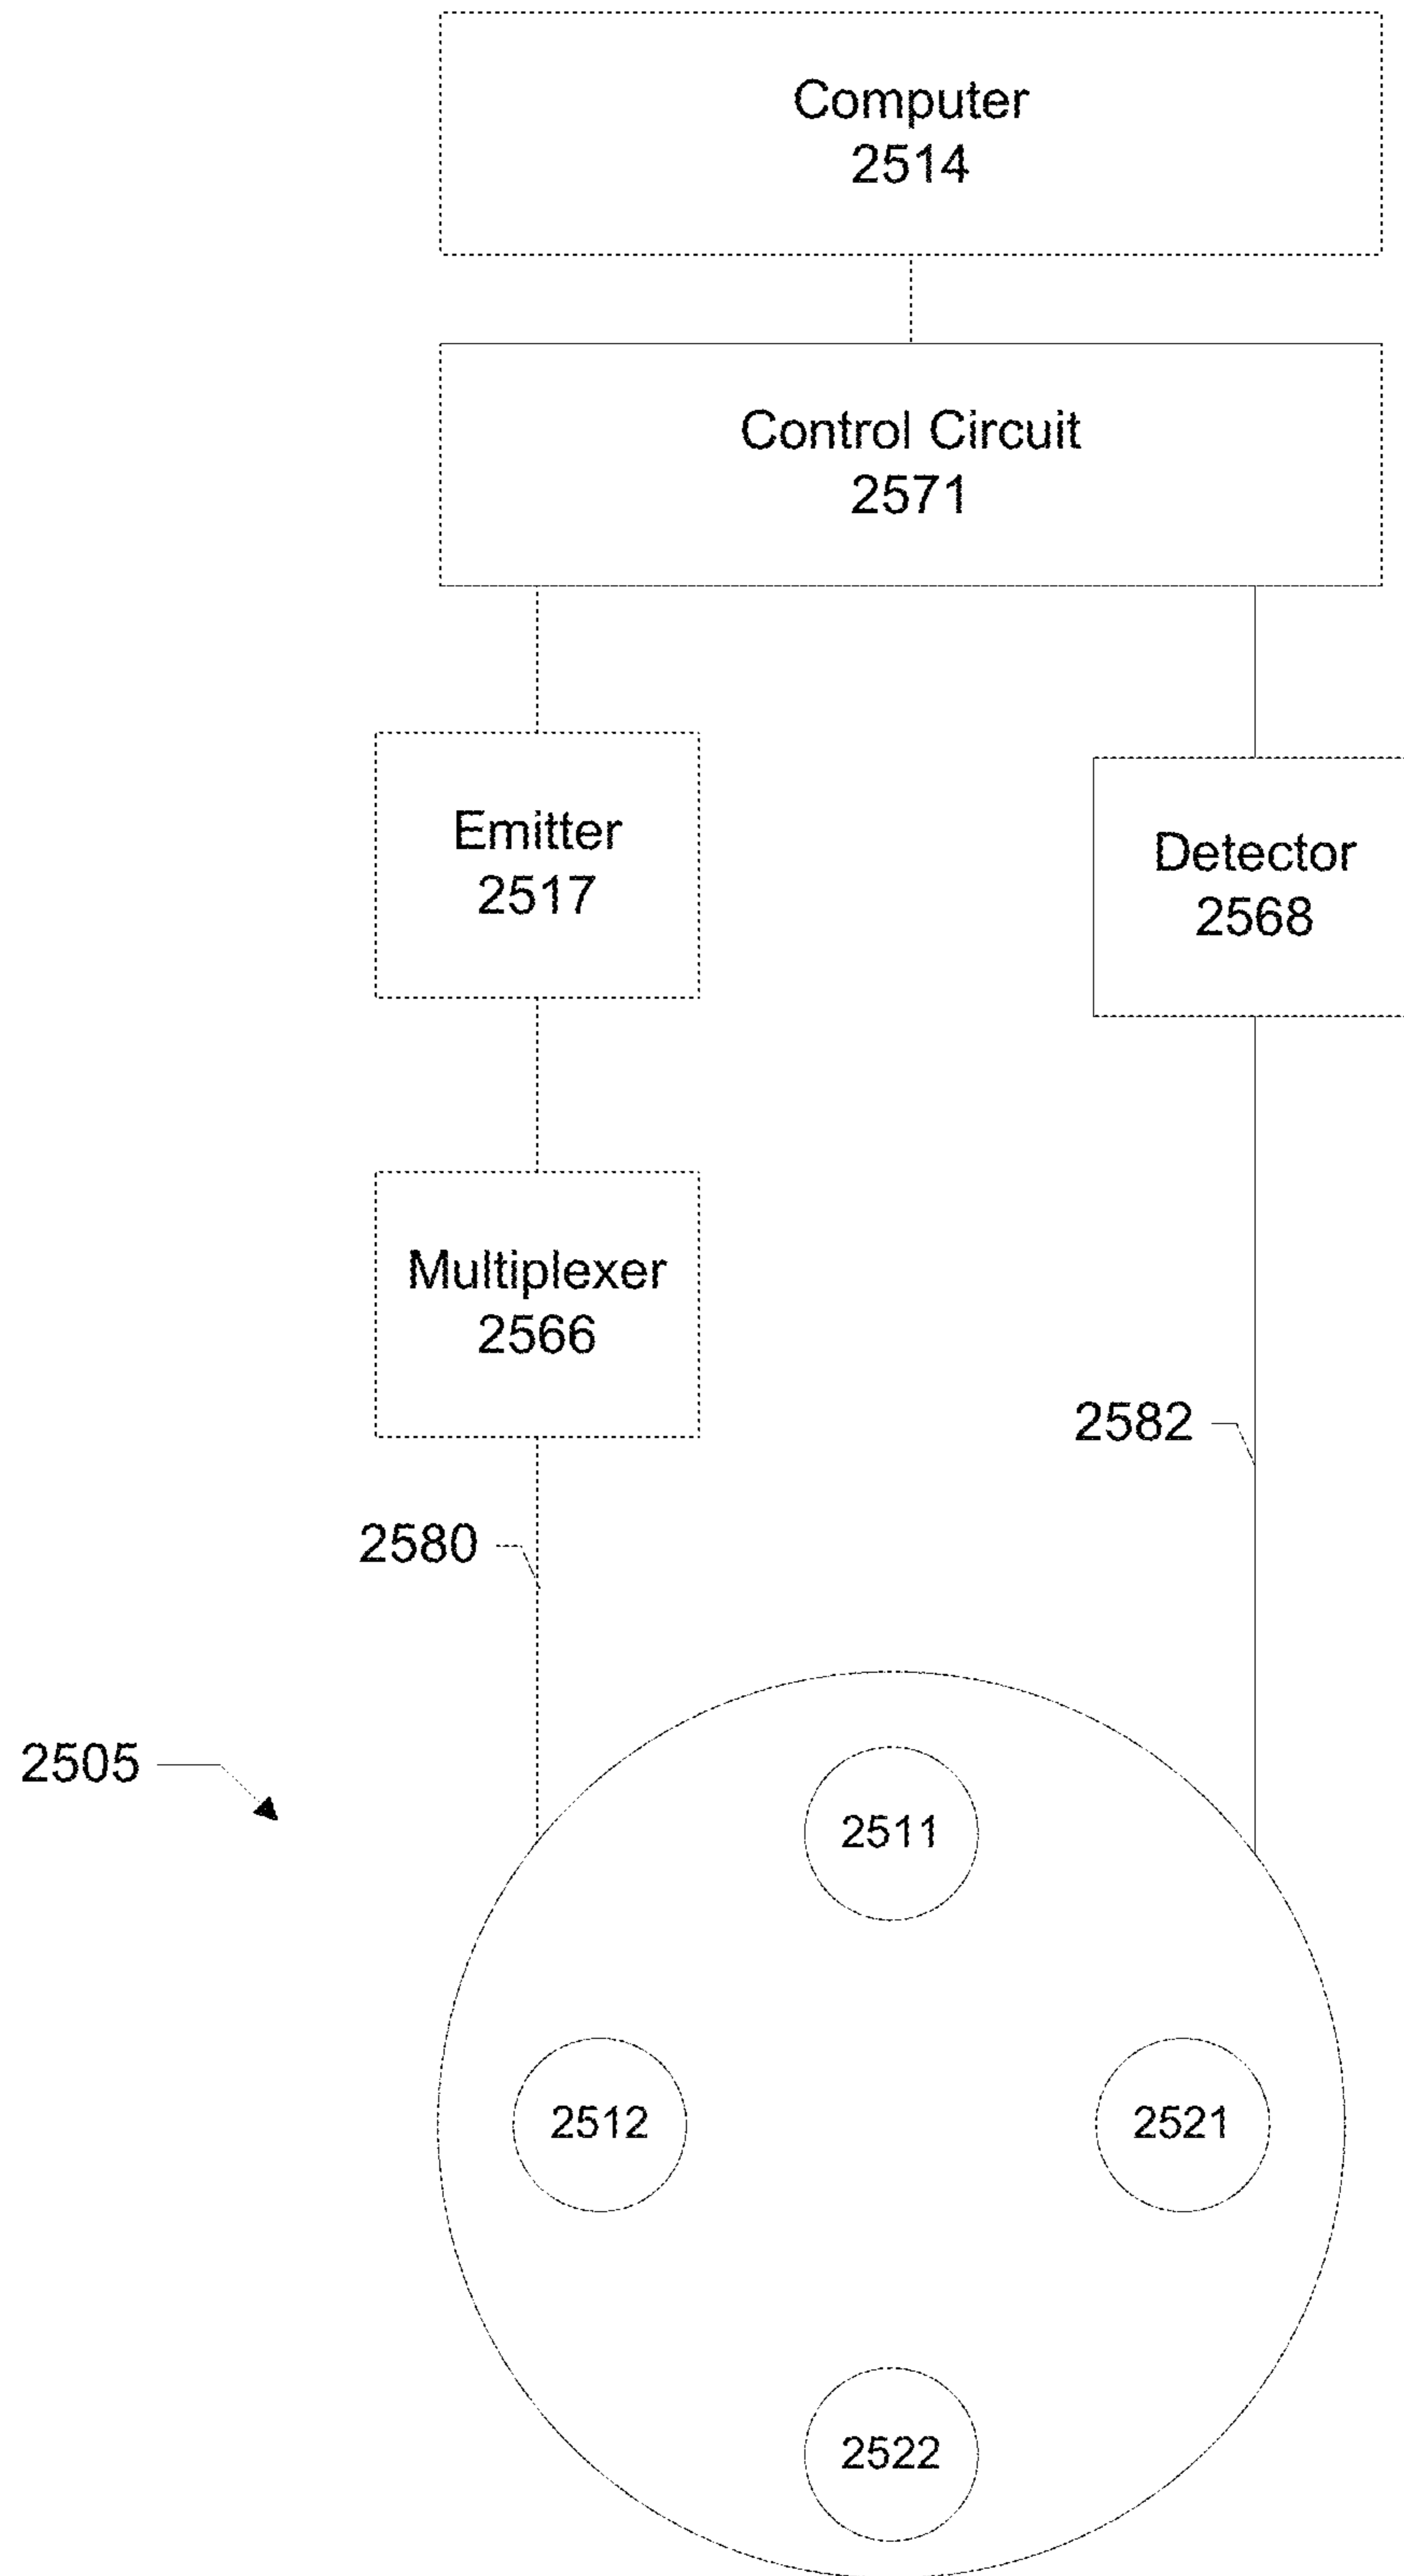 Computer
2514
Control Circuit
2571
Emitter
2517
Detector
2568
Multiplexer
2566
2582
2580
2505
2511
2512
2521
2522